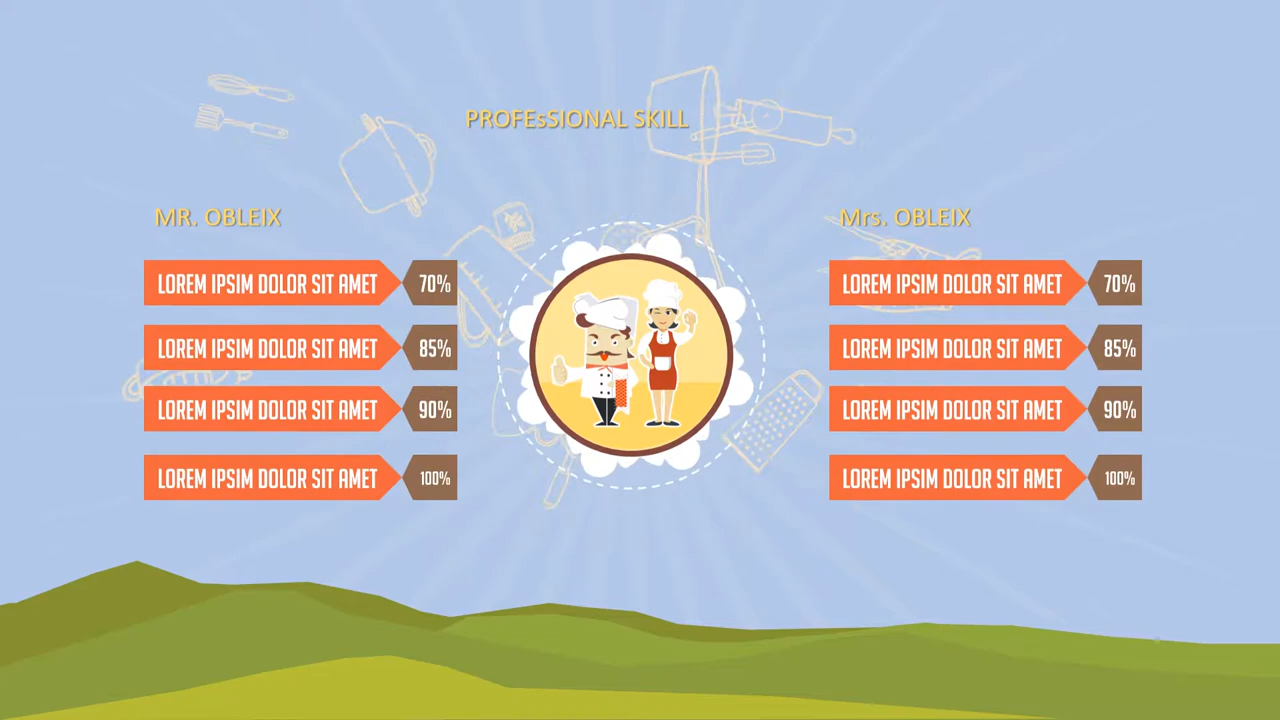 PROFEsSIONAL SKILL
MR. OBLEIX
LOREM IPSIM DOLOR SIT AMET 70%
LOREM IPSIM DOLOR SIT AMET 85%
LOREM IPSIM DOLOR SIT AMET 90%
LOREM IPSIM DOLOR SIT AMET 100%
Mrs. OBLEIX
LOREM IPSIM DOLOR SIT AMET 70%
LOREM IPSIM DOLOR SIT AMET 85%
LOREM IPSIM DOLOR SIT AMET 90%
LOREM IPSIM DOLOR SIT AMET 100%